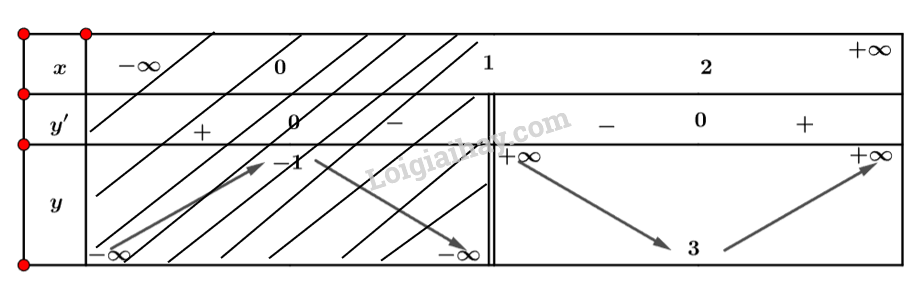 x −∞ 0 1 2 +∞
y′ + 0 − − 0 +
−1 +∞ +∞
y
−∞ −∞ 3
Loigiaihay.com